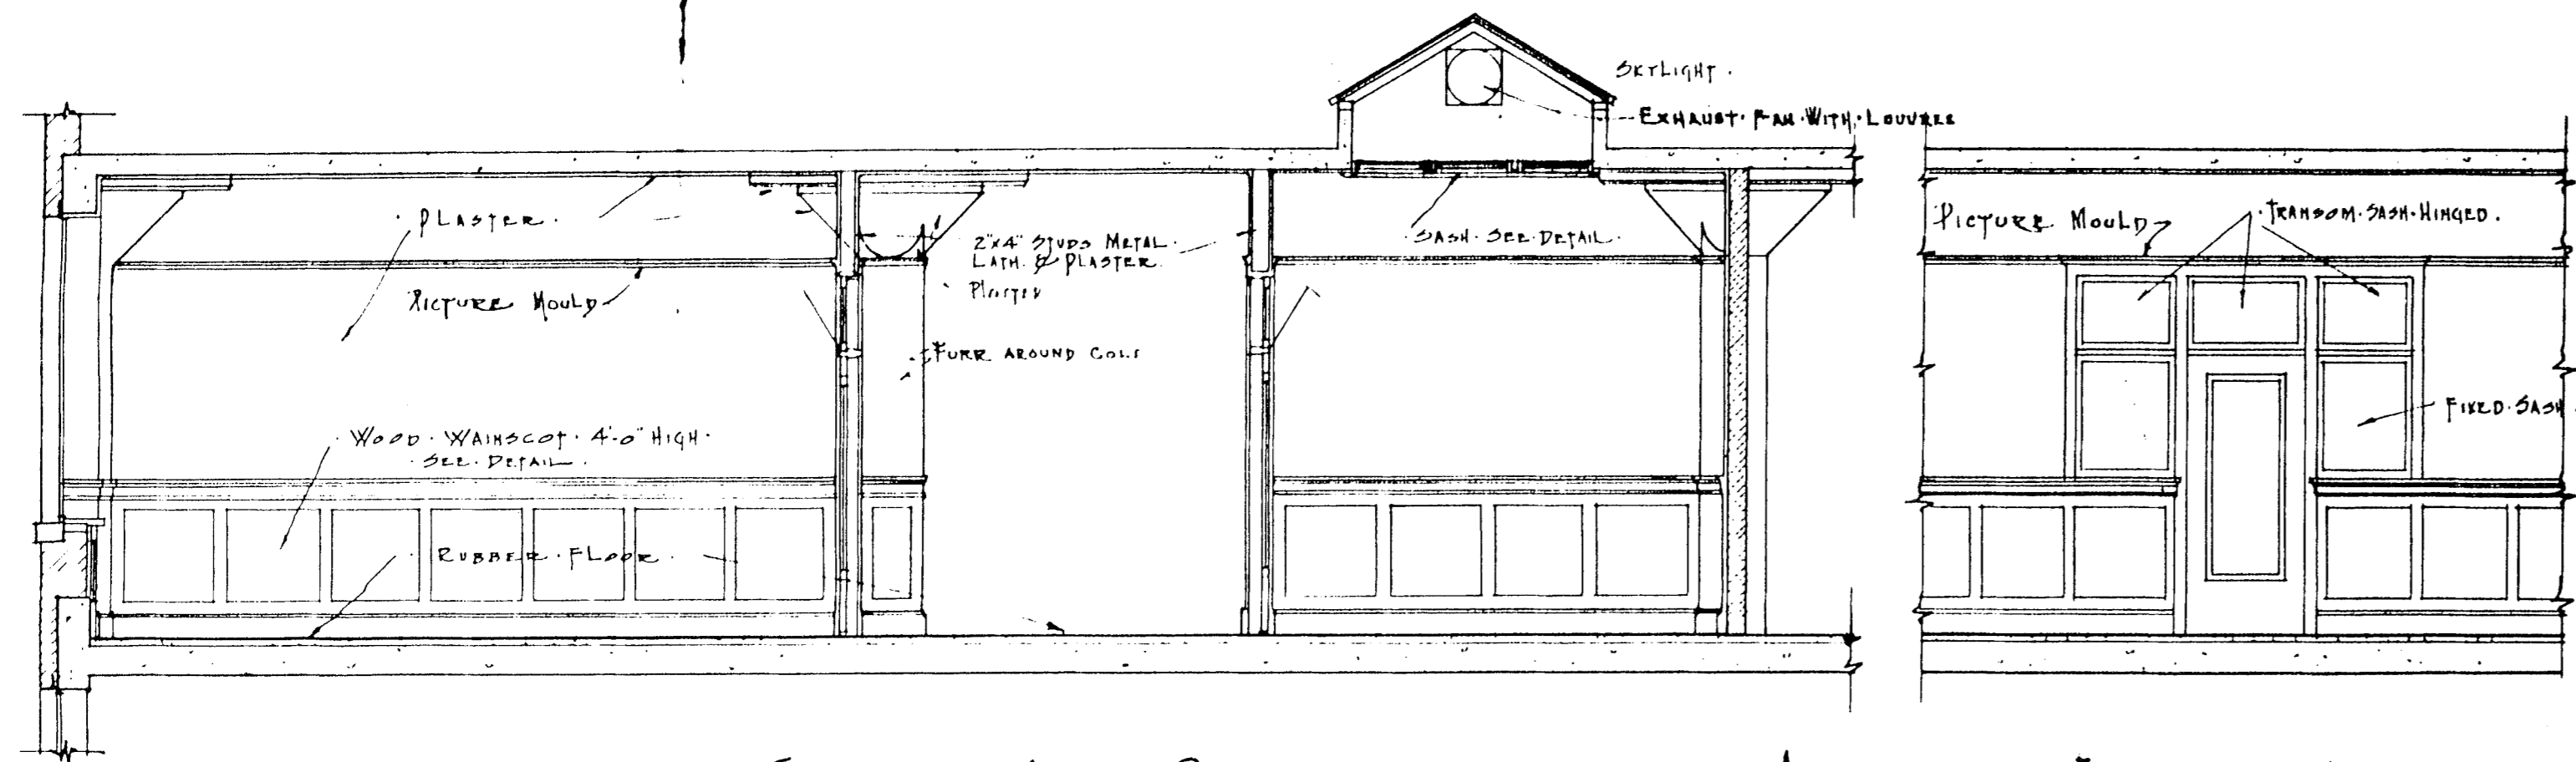 SKYLIGHT.
EXHAUST·FAN·WITH·LOUVRES
·PLASTER·
2"x4" STUDS METAL·
LATH & PLASTER
PLASTER
·SASH·SEE·DETAIL·
PICTURE MOULD
·TRANSOM·SASH·HINGED.
PICTURE MOULD
FURR AROUND COLS
FIXED·SASH
·WOOD·WAINSCOT·4'-0" HIGH·
·SEE·DETAIL·
·RUBBER·FLOOR·